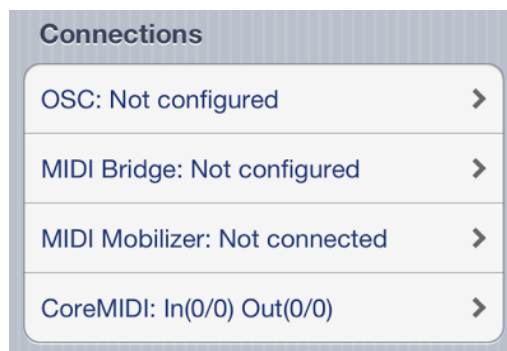 Connections
OSC: Not configured
MIDI Bridge: Not configured
MIDI Mobilizer: Not connected
CoreMIDI: In(0/0) Out(0/0)